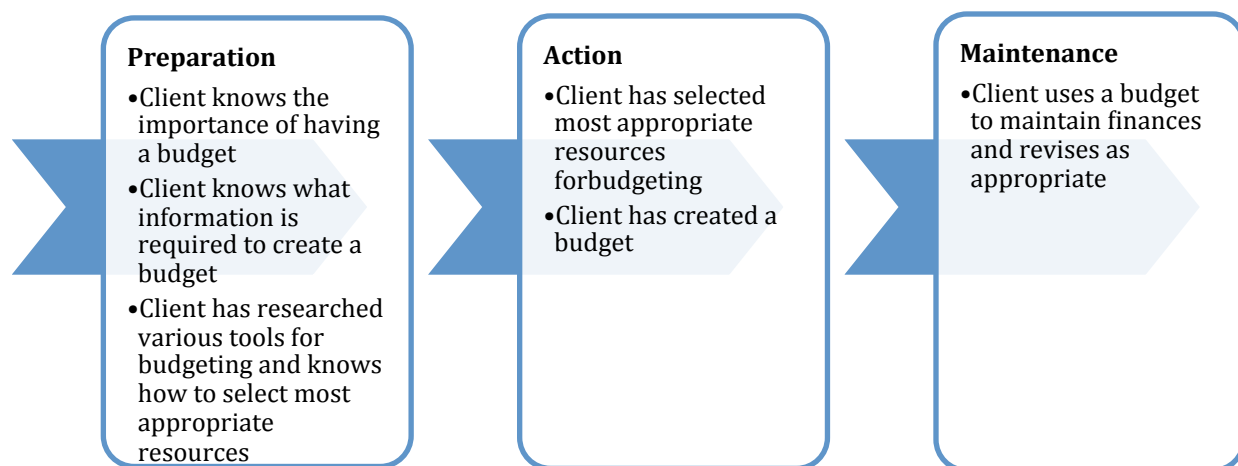 Preparation
•Client knows the
importance of having
a budget
•Client knows what
information is
required to create a
budget
•Client has researched
various tools for
budgeting and knows
how to select most
appropriate
resources
Action
•Client has selected
most appropriate
resources
forbudgeting
•Client has created a
budget
Maintenance
•Client uses a budget
to maintain finances
and revises as
appropriate